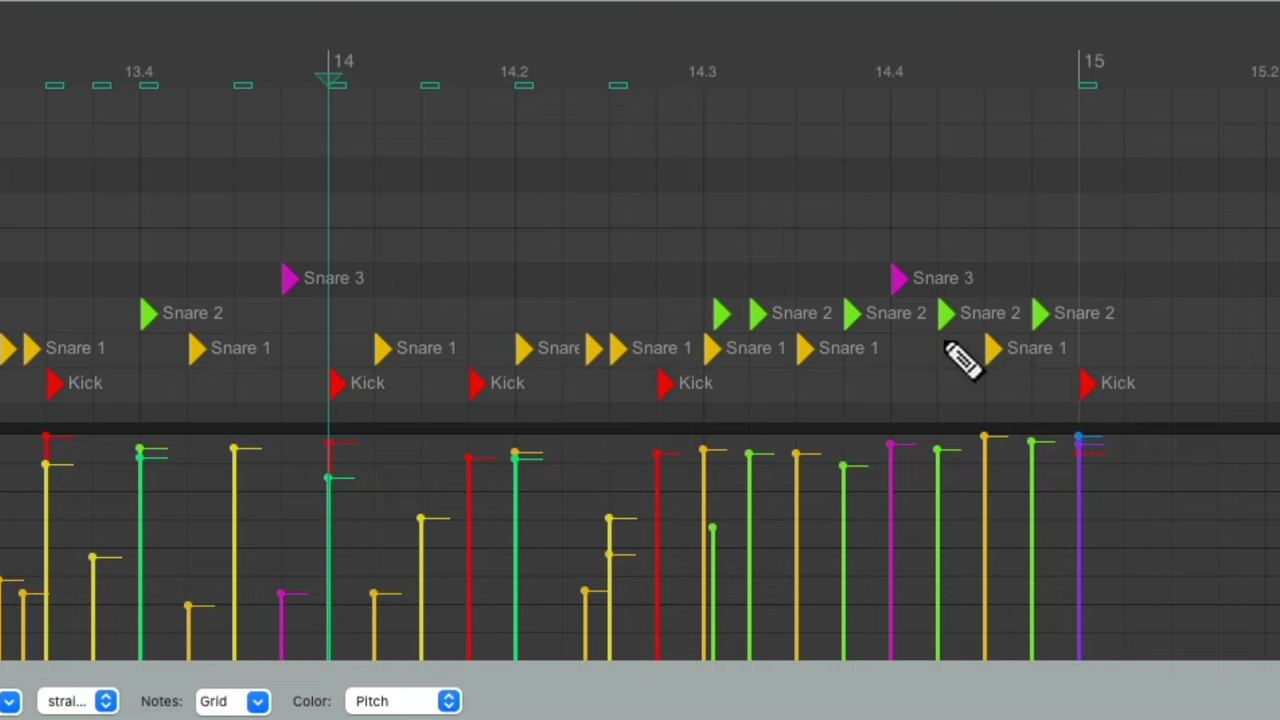 14 15
13.4 14.2 14.3 14.4 15.2
Snare 3 Snare 3
Snare 2 Snare 2 Snare 2 Snare 2 Snare 2
Snare 1 Snare 1 Snare 1 Snare Snare 1 Snare 1 Snare 1 Snare 1
Kick Kick Kick Kick Kick
strai... Notes: Grid Color: Pitch